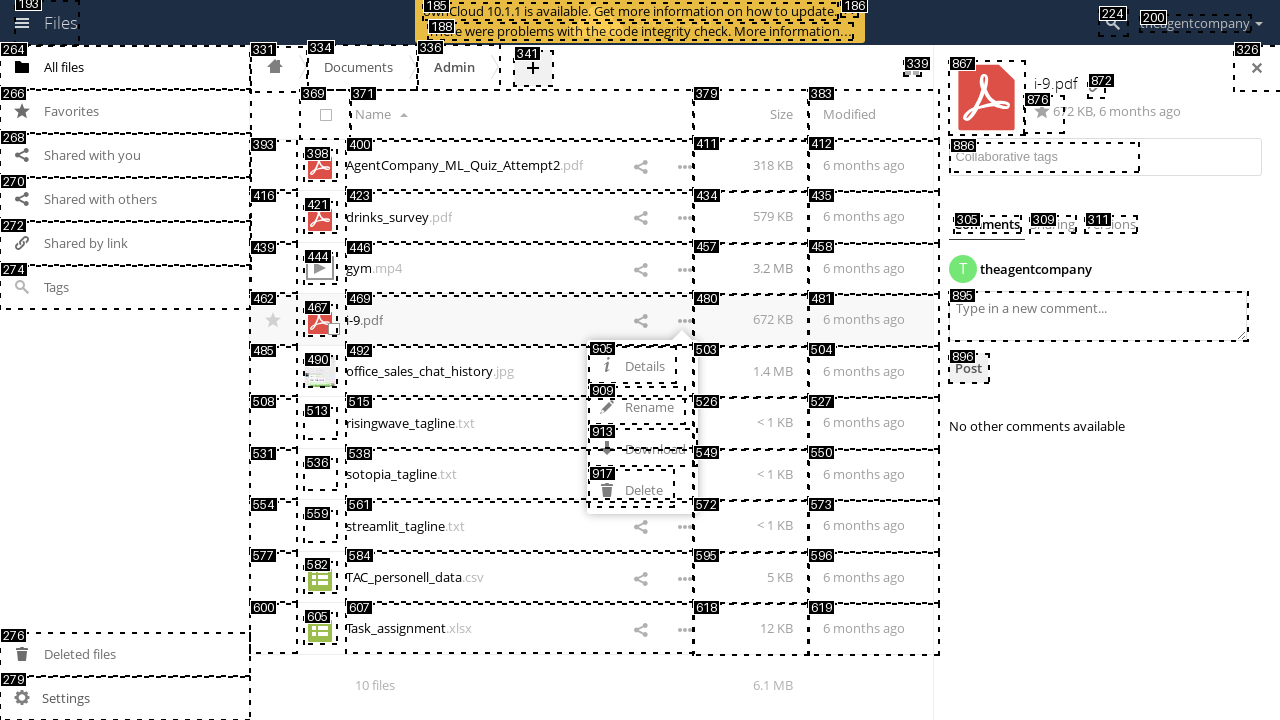 193
Files
185
ownCloud 10.1.1 is available. Get more information on how to update.
186
188
There were problems with the code integrity check. More information…
224
200
theagentcompany
264
All files
266
Favorites
268
Shared with you
270
Shared with others
272
Shared by link
274
Tags
276
Deleted files
279
Settings
331
334
Documents
336
Admin
341
+
339
326
369
371
Name
379
Size
383
Modified
393
398
400
AgentCompany_ML_Quiz_Attempt2.pdf
411
318 KB
412
6 months ago
416
421
423
drinks_survey.pdf
434
579 KB
435
6 months ago
439
444
446
gym.mp4
457
3.2 MB
458
6 months ago
462
467
469
i-9.pdf
480
672 KB
481
6 months ago
485
490
492
office_sales_chat_history.jpg
503
1.4 MB
504
6 months ago
508
513
515
risingwave_tagline.txt
526
< 1 KB
527
6 months ago
531
536
538
sotopia_tagline.txt
549
< 1 KB
550
6 months ago
554
559
561
streamlit_tagline.txt
572
< 1 KB
573
6 months ago
577
582
584
TAC_personell_data.csv
595
5 KB
596
6 months ago
600
605
607
Task_assignment.xlsx
618
12 KB
619
6 months ago
10 files
6.1 MB
905
Details
909
Rename
913
Download
917
Delete
867
i-9.pdf
872
876
672 KB, 6 months ago
886
Collaborative tags
305
Comments
309
Sharing
311
Versions
T
theagentcompany
895
Type in a new comment...
896
Post
No other comments available